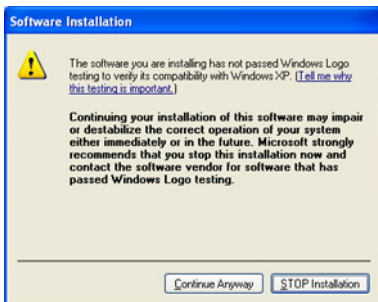 Software Installation
The software you are installing has not passed Windows Logo
testing to verify its compatibility with Windows XP. (Tell me why
this testing is important.)
Continuing your installation of this software may impair
or destabilize the correct operation of your system
either immediately or in the future. Microsoft strongly
recommends that you stop this installation now and
contact the software vendor for software that has
passed Windows Logo testing.
Continue Anyway
STOP Installation